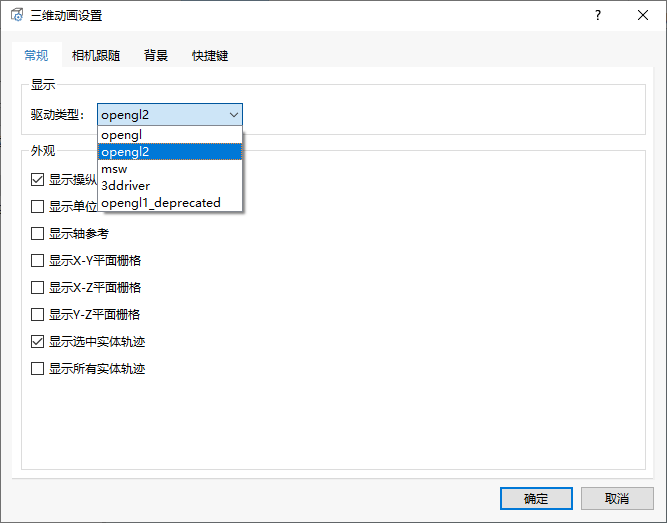 三维动画设置
常规 相机跟随 背景 快捷键
显示
驱动类型: opengl2
opengl
opengl2
msw
3ddriver
opengl1_deprecated
外观
显示操纵
显示单位
显示轴参考
显示X-Y平面栅格
显示X-Z平面栅格
显示Y-Z平面栅格
显示选中实体轨迹
显示所有实体轨迹
确定 取消